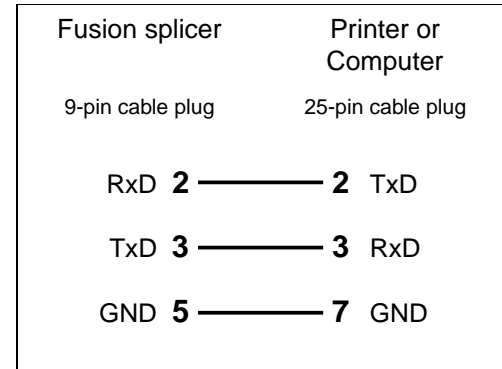 Fusion splicer Printer or
Computer
9-pin cable plug 25-pin cable plug
RxD 2 2 TxD
TxD 3 3 RxD
GND 5 7 GND